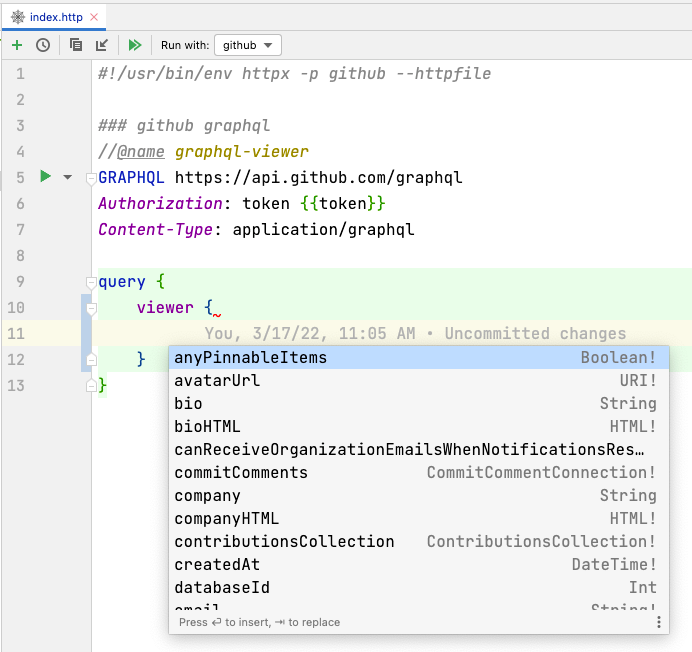 index.http
Run with: github
1 #!/usr/bin/env httpx -p github --httpfile
2
3 ### github graphql
4 //@name graphql-viewer
5 GRAPHQL https://api.github.com/graphql
6 Authorization: token {{token}}
7 Content-Type: application/graphql
8
9 query {
10 viewer {
11 You, 3/17/22, 11:05 AM • Uncommitted changes
12 }
13 }
anyPinnableItems Boolean!
avatarUrl URI!
bio String
bioHTML HTML!
canReceiveOrganizationEmailsWhenNotificationsRes…
commitComments CommitCommentConnection!
company String
companyHTML HTML!
contributionsCollection ContributionsCollection!
createdAt DateTime!
databaseId Int
email String!
Press ↵ to insert, ⇥ to replace